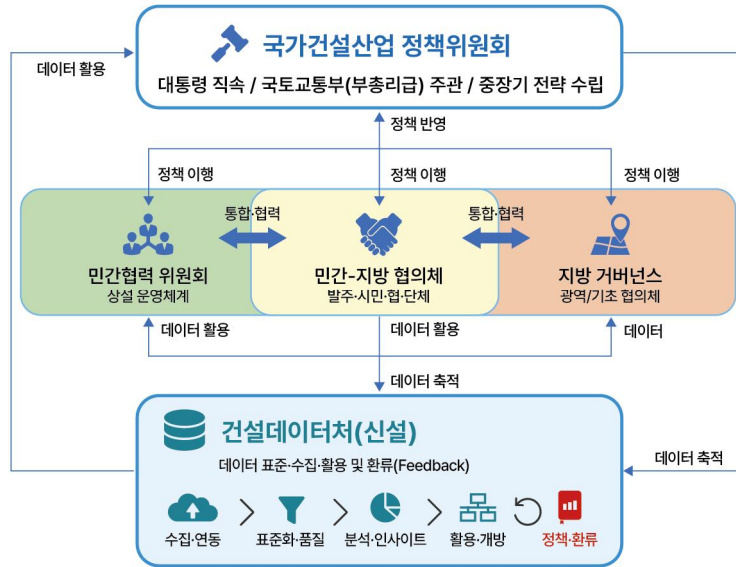 국가건설산업 정책위원회
대통령 직속 / 국토교통부(부총리급) 주관 / 중장기 전략 수립
데이터 활용
정책 반영
정책 이행
정책 이행
정책 이행
통합·협력
통합·협력
민간협력 위원회
상설 운영체계
민간-지방 협의체
발주·시민·협·단체
지방 거버넌스
광역/기초 협의체
데이터 활용
데이터 활용
데이터
데이터 축적
건설데이터처(신설)
데이터 표준·수집·활용 및 환류(Feedback)
데이터 축적
수집·연동
표준화·품질
분석·인사이트
활용·개방
정책·환류